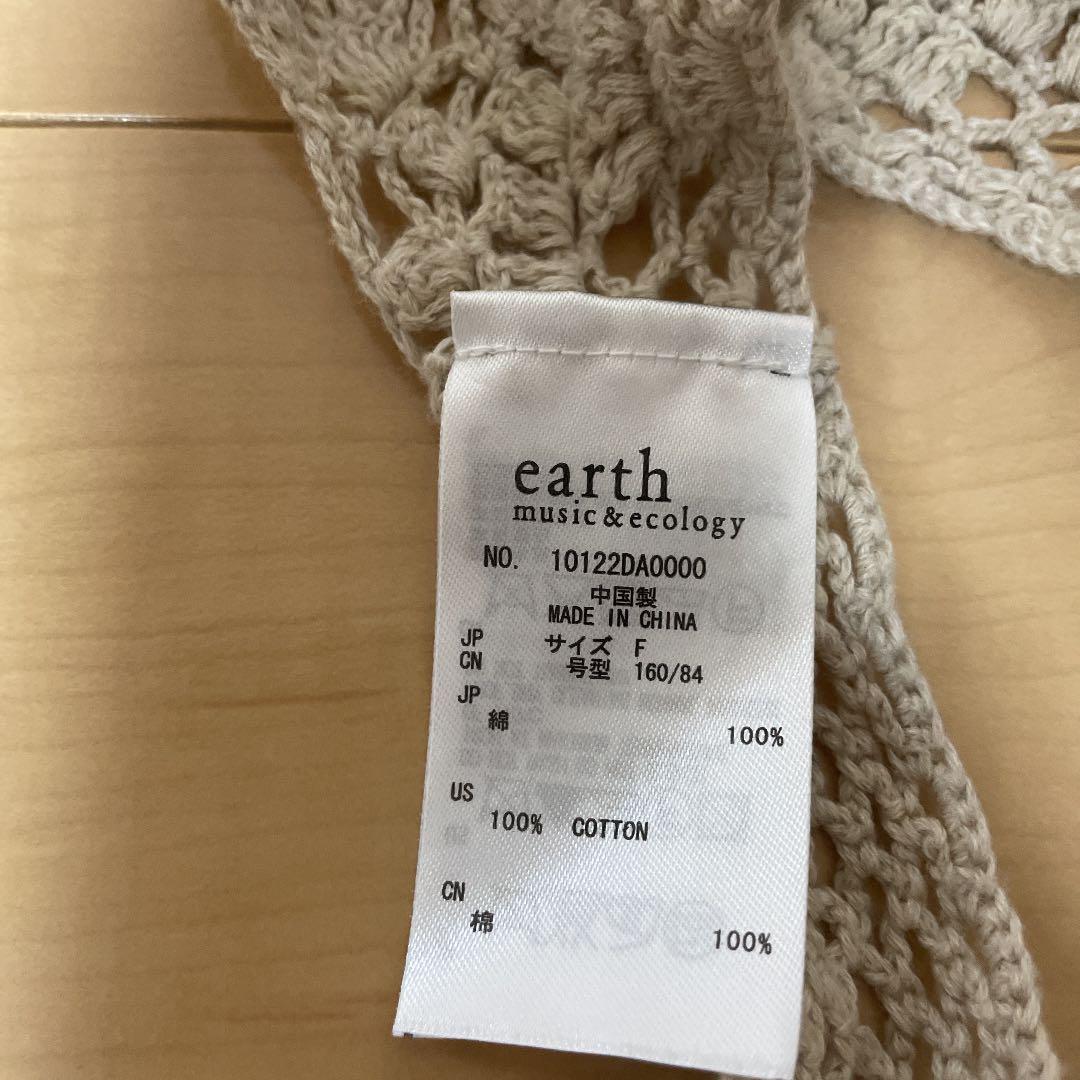 earth
music&ecology
NO. 10122DA0000
中国製
MADE IN CHINA
JP サイズ F
CN 号型 160/84
JP
綿 100%
US
100% COTTON
CN
棉 100%